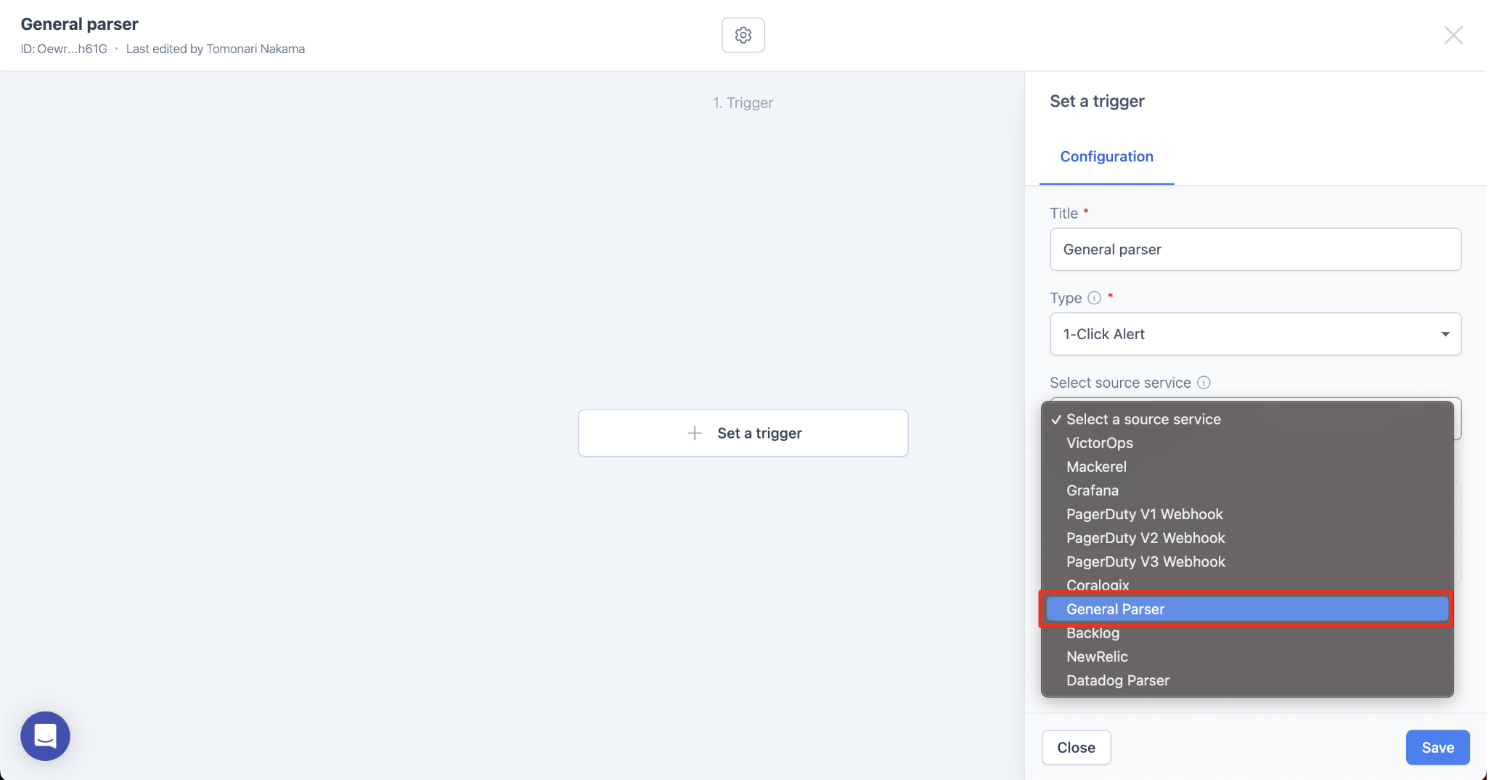 General parser
ID: Oewr...h61G · Last edited by Tomonari Nakama
1. Trigger
Set a trigger
Set a trigger
Configuration
Title *
General parser
Type *
1-Click Alert
Select source service
✓ Select a source service
VictorOps
Mackerel
Grafana
PagerDuty V1 Webhook
PagerDuty V2 Webhook
PagerDuty V3 Webhook
Coralogix
General Parser
Backlog
NewRelic
Datadog Parser
Close
Save